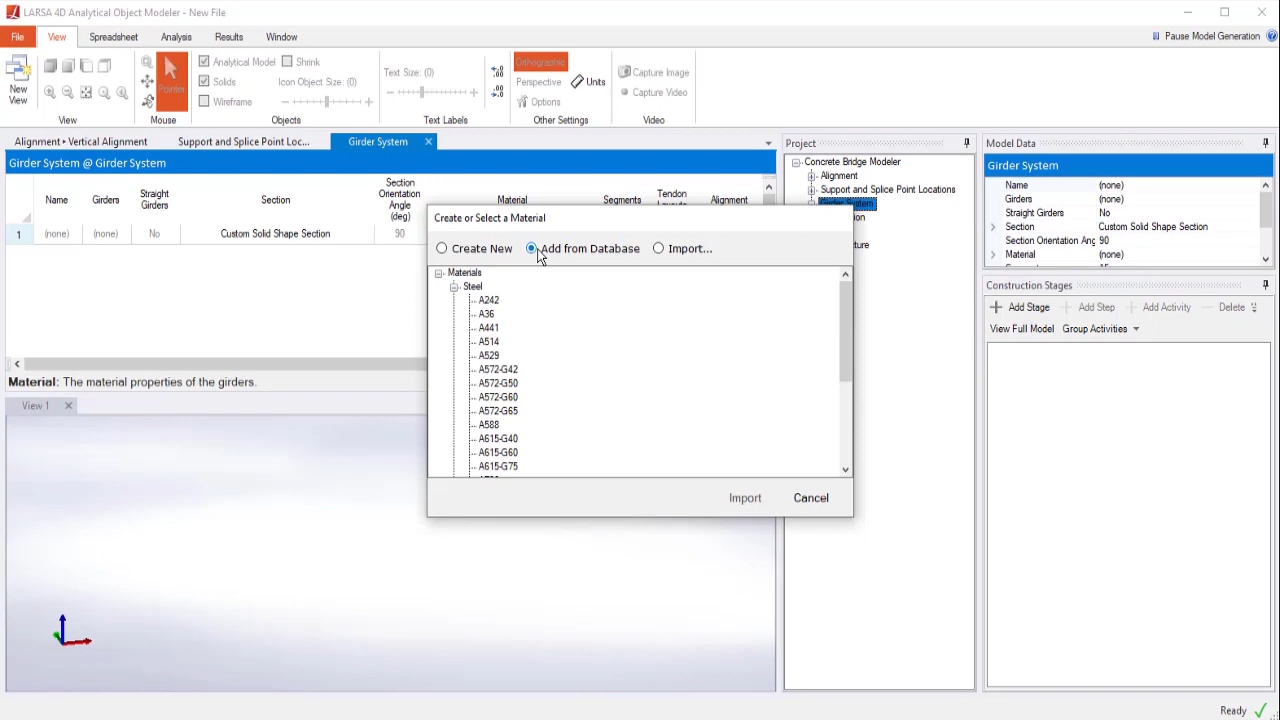 LARSA 4D Analytical Object Modeler - New File
File View Spreadsheet Analysis Results Window
Pause Model Generation
New
View
View
Pointer
Mouse
Analytical Model Shrink
Solids Icon Object Size: (0)
Wireframe
Objects
Text Size: (0)
Text Labels
Orthographic
Perspective Units
Options
Other Settings
Capture Image
Capture Video
Video
Alignment ▸ Vertical Alignment Support and Splice Point Loc... Girder System
Girder System @ Girder System
Name Girders Straight Girders Section Section Orientation Angle (deg) Material Segments Tendon Alignment
1 (none) (none) No Custom Solid Shape Section 90
Material: The material properties of the girders.
View 1
Create or Select a Material
Create New Add from Database Import...
Materials
Steel
A242
A36
A441
A514
A529
A572-G42
A572-G50
A572-G60
A572-G65
A588
A615-G40
A615-G60
A615-G75
Import Cancel
Project
Concrete Bridge Modeler
Alignment
Support and Splice Point Locations
Model Data
Girder System
Name (none)
Girders (none)
Straight Girders No
Section Custom Solid Shape Section
Section Orientation Ang 90
Material (none)
Construction Stages
Add Stage Add Step Add Activity Delete
View Full Model Group Activities
Ready